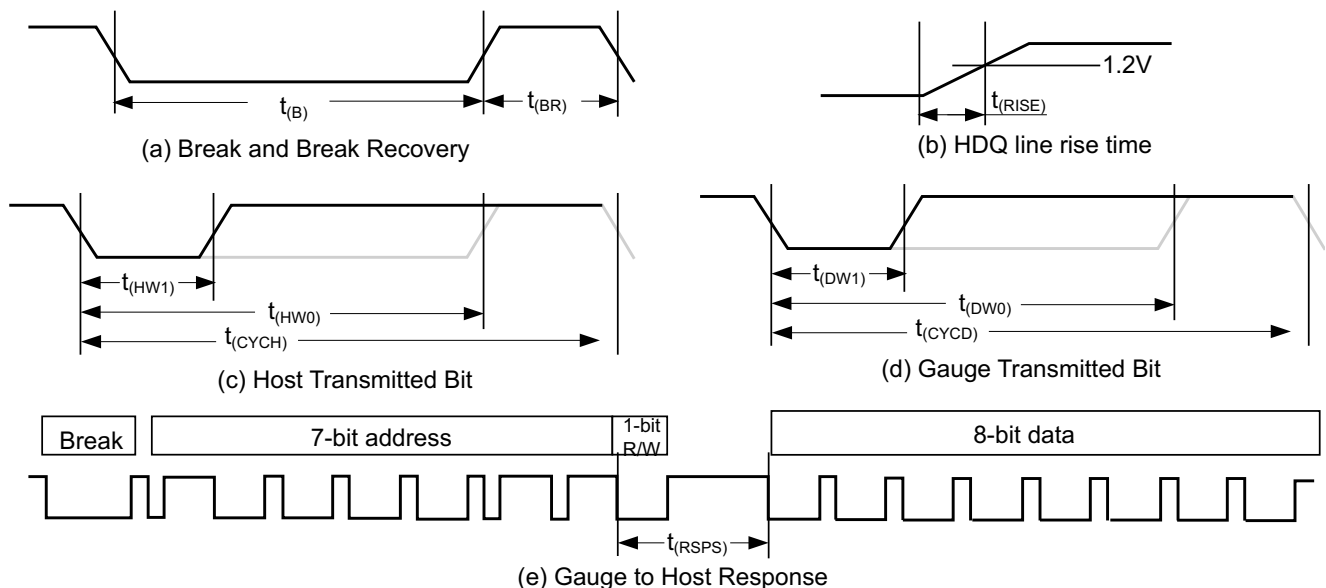 t(B)
t(BR)
(a) Break and Break Recovery
1.2V
t(RISE)
(b) HDQ line rise time
t(HW1)
t(HW0)
t(CYCH)
(c) Host Transmitted Bit
t(DW1)
t(DW0)
t(CYCD)
(d) Gauge Transmitted Bit
Break
7-bit address
1-bit
R/W
8-bit data
t(RSPS)
(e) Gauge to Host Response